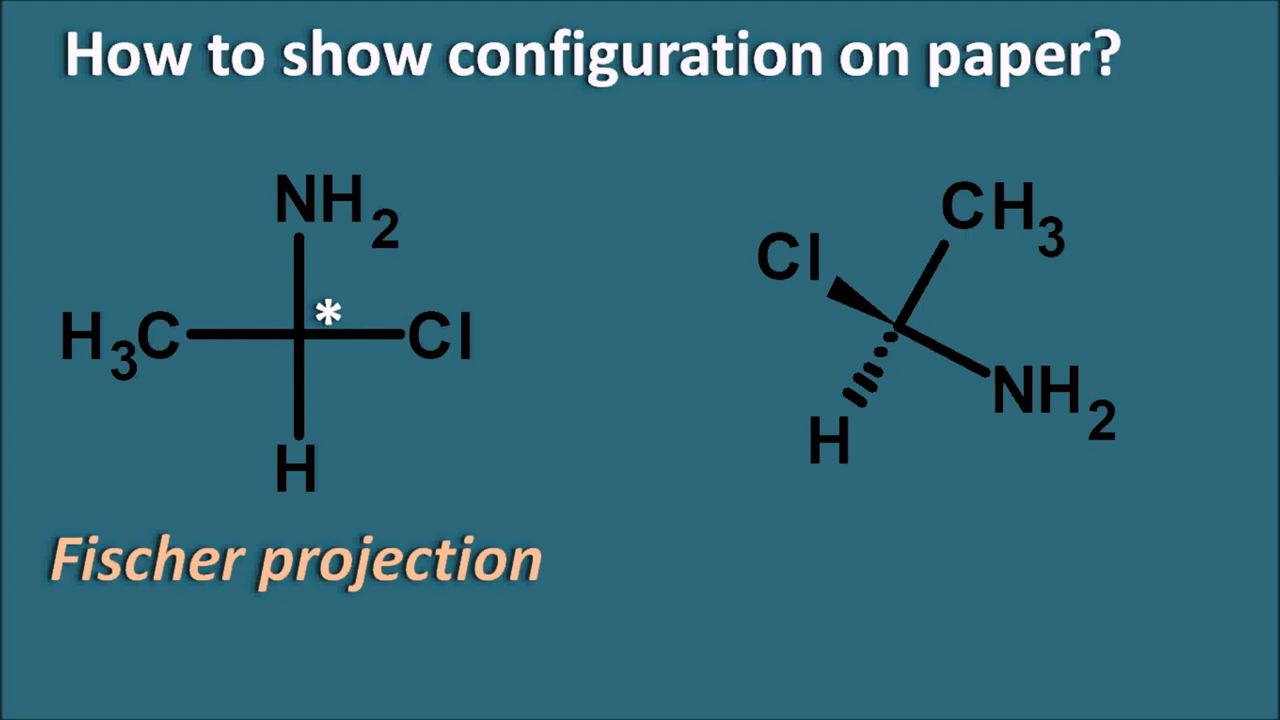 How to show configuration on paper?
NH2
H3C * Cl
H
Cl CH3
H NH2
Fischer projection